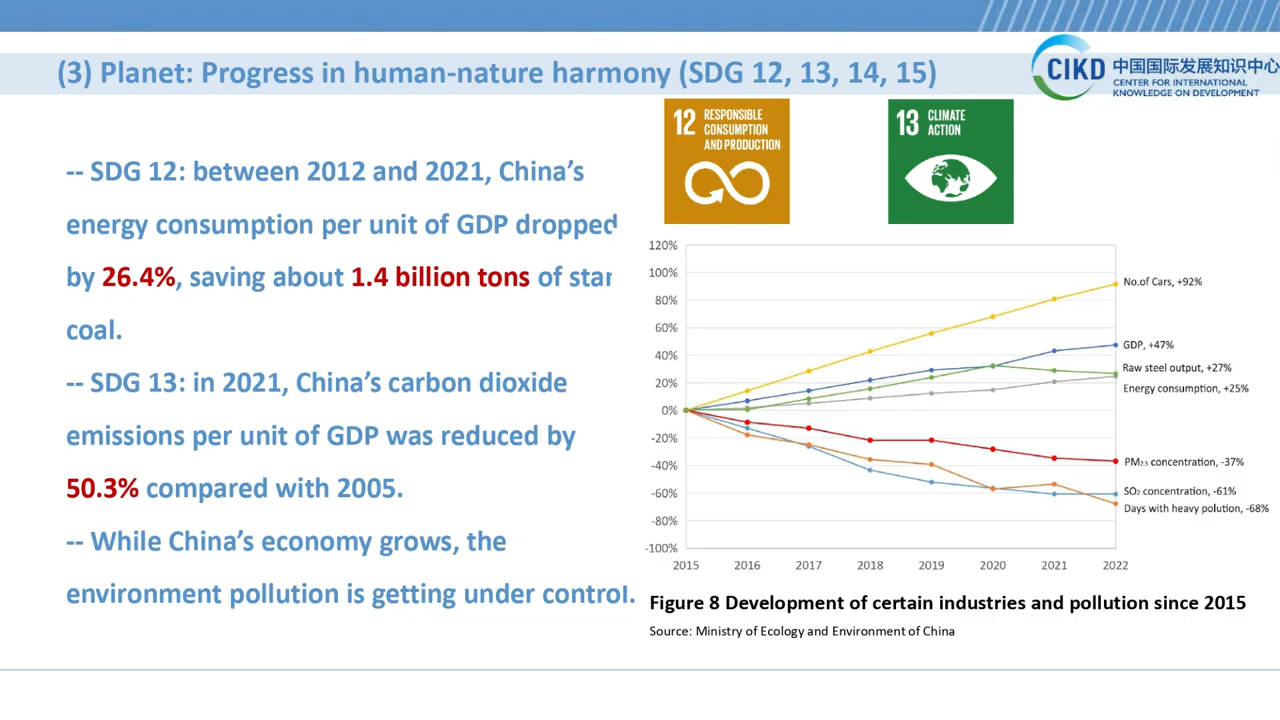 (3) Planet: Progress in human-nature harmony (SDG 12, 13, 14, 15)
CIKD
中国国际发展知识中心
CENTER FOR INTERNATIONAL
KNOWLEDGE ON DEVELOPMENT
12 RESPONSIBLE
CONSUMPTION
AND PRODUCTION
13 CLIMATE
ACTION
-- SDG 12: between 2012 and 2021, China's
energy consumption per unit of GDP dropped
by 26.4%, saving about 1.4 billion tons of
coal.
-- SDG 13: in 2021, China's carbon dioxide
emissions per unit of GDP was reduced by
50.3% compared with 2005.
-- While China's economy grows, the
environment pollution is getting under control.
120%
100%
80%
60%
40%
20%
0%
-20%
-40%
-60%
-80%
-100%
No.of Cars, +92%
GDP, +47%
Raw steel output, +27%
Energy consumption, +25%
PM2.5 concentration, -37%
SO2 concentration, -61%
Days with heavy polution, -68%
2015 2016 2017 2018 2019 2020 2021 2022
Figure 8 Development of certain industries and pollution since 2015
Source: Ministry of Ecology and Environment of China